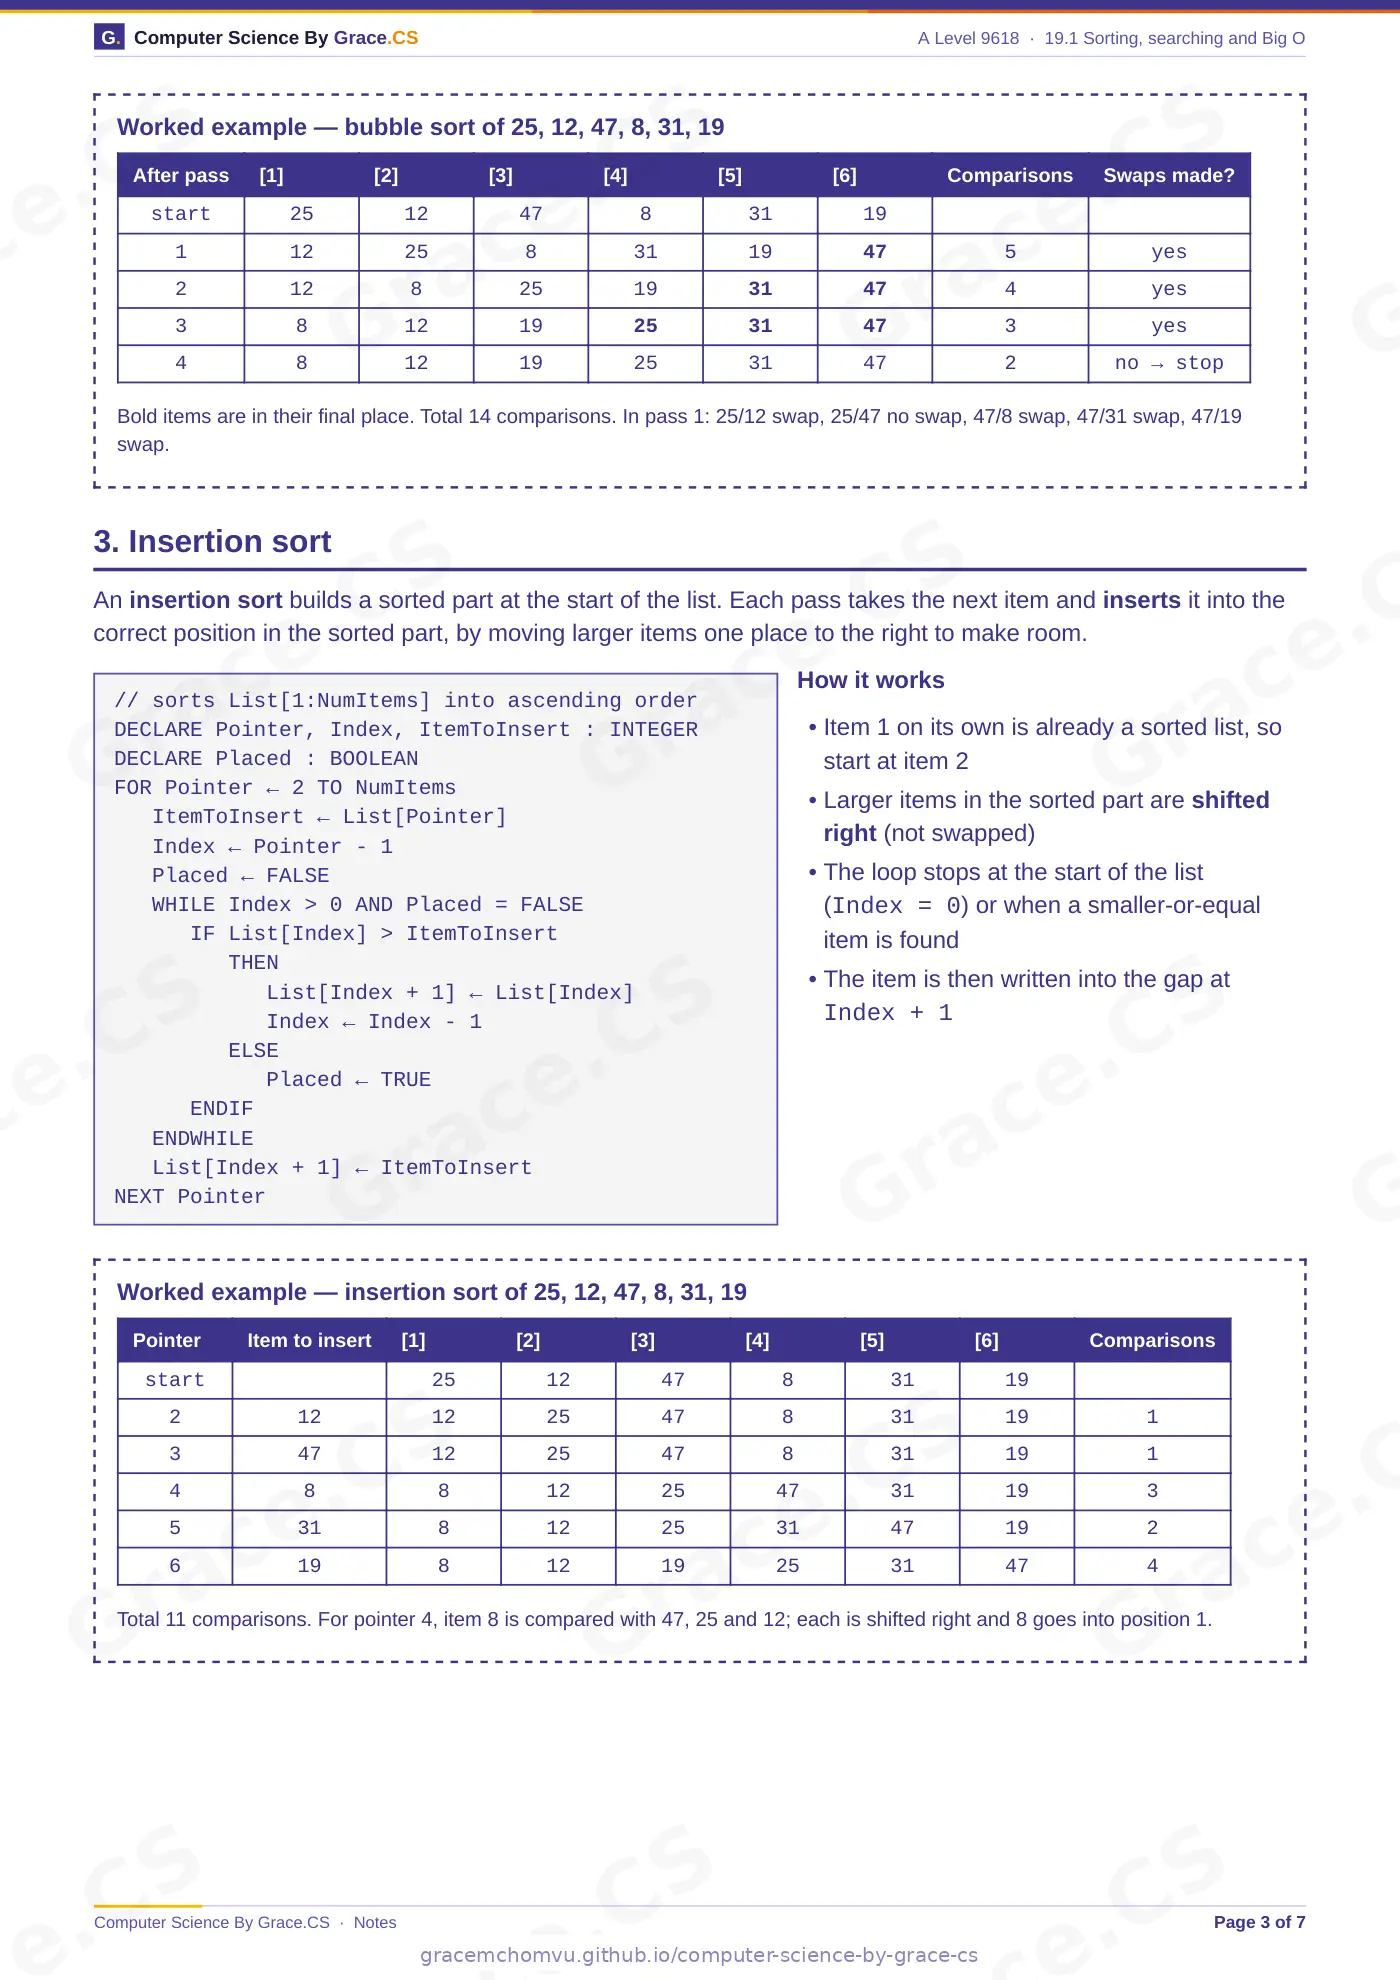 G. Computer Science By Grace.CS
A Level 9618 · 19.1 Sorting, searching and Big O
Worked example — bubble sort of 25, 12, 47, 8, 31, 19
After pass [1] [2] [3] [4] [5] [6] Comparisons Swaps made?
start 25 12 47 8 31 19
1 12 25 8 31 19 47 5 yes
2 12 8 25 19 31 47 4 yes
3 8 12 19 25 31 47 3 yes
4 8 12 19 25 31 47 2 no → stop
Bold items are in their final place. Total 14 comparisons. In pass 1: 25/12 swap, 25/47 no swap, 47/8 swap, 47/31 swap, 47/19
swap.
3. Insertion sort
An insertion sort builds a sorted part at the start of the list. Each pass takes the next item and inserts it into the
correct position in the sorted part, by moving larger items one place to the right to make room.
// sorts List[1:NumItems] into ascending order
DECLARE Pointer, Index, ItemToInsert : INTEGER
DECLARE Placed : BOOLEAN
FOR Pointer ← 2 TO NumItems
ItemToInsert ← List[Pointer]
Index ← Pointer - 1
Placed ← FALSE
WHILE Index > 0 AND Placed = FALSE
IF List[Index] > ItemToInsert
THEN
List[Index + 1] ← List[Index]
Index ← Index - 1
ELSE
Placed ← TRUE
ENDIF
ENDWHILE
List[Index + 1] ← ItemToInsert
NEXT Pointer
How it works
• Item 1 on its own is already a sorted list, so
start at item 2
• Larger items in the sorted part are shifted
right (not swapped)
• The loop stops at the start of the list
(Index = 0) or when a smaller-or-equal
item is found
• The item is then written into the gap at
Index + 1
Worked example — insertion sort of 25, 12, 47, 8, 31, 19
Pointer Item to insert [1] [2] [3] [4] [5] [6] Comparisons
start 25 12 47 8 31 19
2 12 12 25 47 8 31 19 1
3 47 12 25 47 8 31 19 1
4 8 8 12 25 47 31 19 3
5 31 8 12 25 31 47 19 2
6 19 8 12 19 25 31 47 4
Total 11 comparisons. For pointer 4, item 8 is compared with 47, 25 and 12; each is shifted right and 8 goes into position 1.
Computer Science By Grace.CS · Notes
Page 3 of 7
gracemchomvu.github.io/computer-science-by-grace-cs